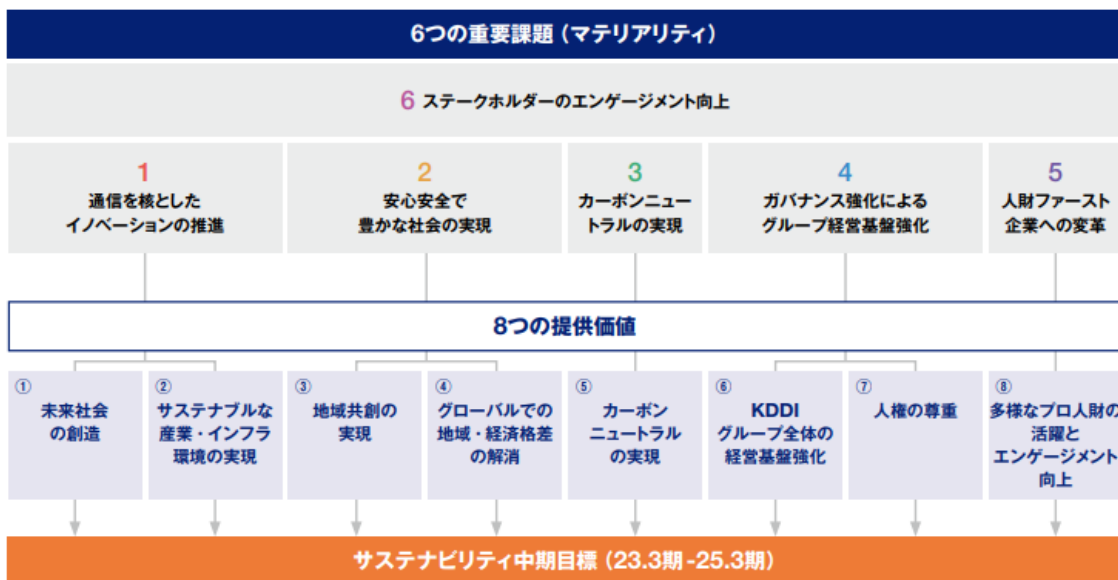 6つの重要課題（マテリアリティ）
6 ステークホルダーのエンゲージメント向上
1
通信を核とした
イノベーションの推進
2
安心安全で
豊かな社会の実現
3
カーボンニュー
トラルの実現
4
ガバナンス強化による
グループ経営基盤強化
5
人財ファースト
企業への変革
8つの提供価値
①
未来社会
の創造
②
サステナブルな
産業・インフラ
環境の実現
③
地域共創の
実現
④
グローバルでの
地域・経済格差
の解消
⑤
カーボン
ニュートラル
の実現
⑥
KDDI
グループ全体の
経営基盤強化
⑦
人権の尊重
⑧
多様なプロ人財の
活躍と
エンゲージメント
向上
サステナビリティ中期目標（23.3期-25.3期）